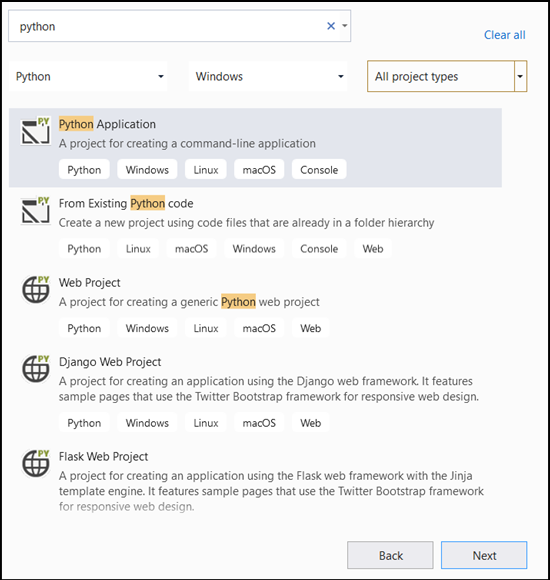 python
Clear all
Python Windows All project types
PY
Python Application
A project for creating a command-line application
Python Windows Linux macOS Console
PY
From Existing Python code
Create a new project using code files that are already in a folder hierarchy
Python Linux macOS Windows Console Web
PY
Web Project
A project for creating a generic Python web project
Python Windows Linux macOS Web
PY
Django Web Project
A project for creating an application using the Django web framework. It features
sample pages that use the Twitter Bootstrap framework for responsive web design.
Python Windows Linux macOS Web
PY
Flask Web Project
A project for creating an application using the Flask web framework with the Jinja
template engine. It features sample pages that use the Twitter Bootstrap framework
for responsive web design.
Back Next